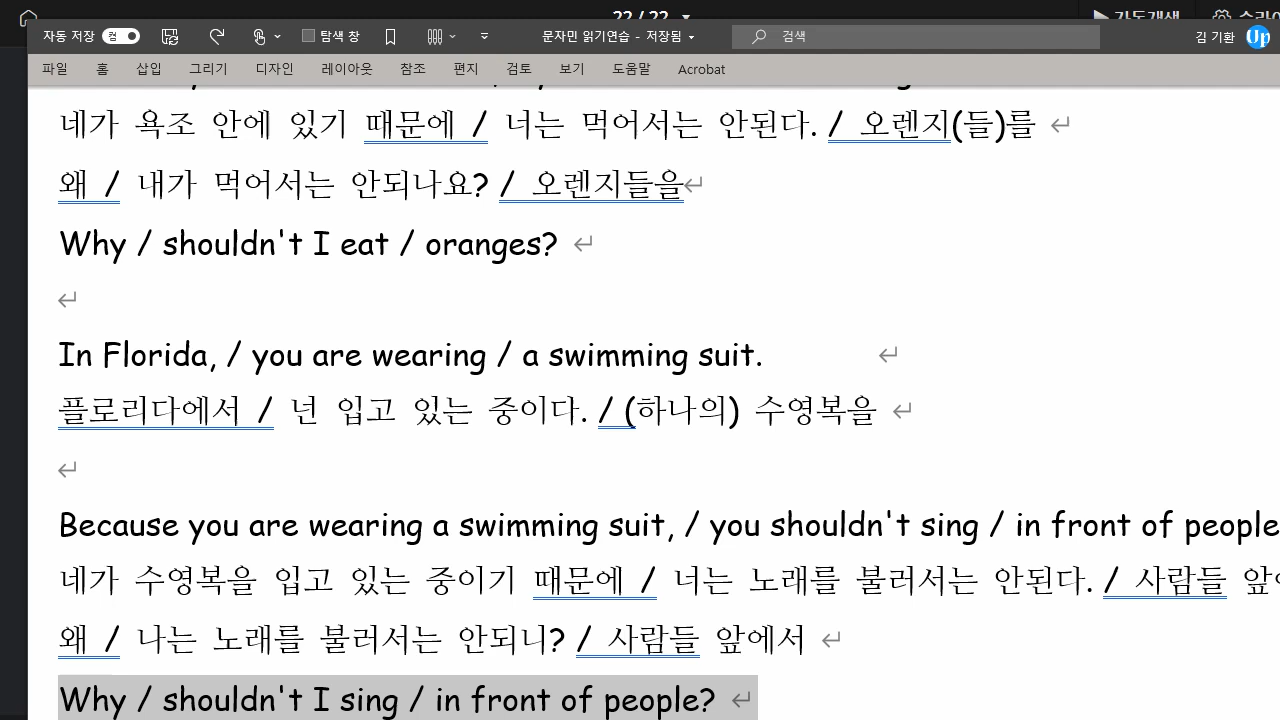 22 / 22
가동개색
자동 저장 컴 탐색 창 문자민 읽기연습 - 저장됨 검색 김 기환 Up
파일 홈 삽입 그리기 디자인 레이아웃 참조 편지 검토 보기 도움말 Acrobat
네가 욕조 안에 있기 때문에 / 너는 먹어서는 안된다. / 오렌지(들)를
왜 / 내가 먹어서는 안되나요? / 오렌지들을
Why / shouldn't I eat / oranges?
In Florida, / you are wearing / a swimming suit.
플로리다에서 / 넌 입고 있는 중이다. / (하나의) 수영복을
Because you are wearing a swimming suit, / you shouldn't sing / in front of people
네가 수영복을 입고 있는 중이기 때문에 / 너는 노래를 불러서는 안된다. / 사람들
왜 / 나는 노래를 불러서는 안되니? / 사람들 앞에서
Why / shouldn't I sing / in front of people?